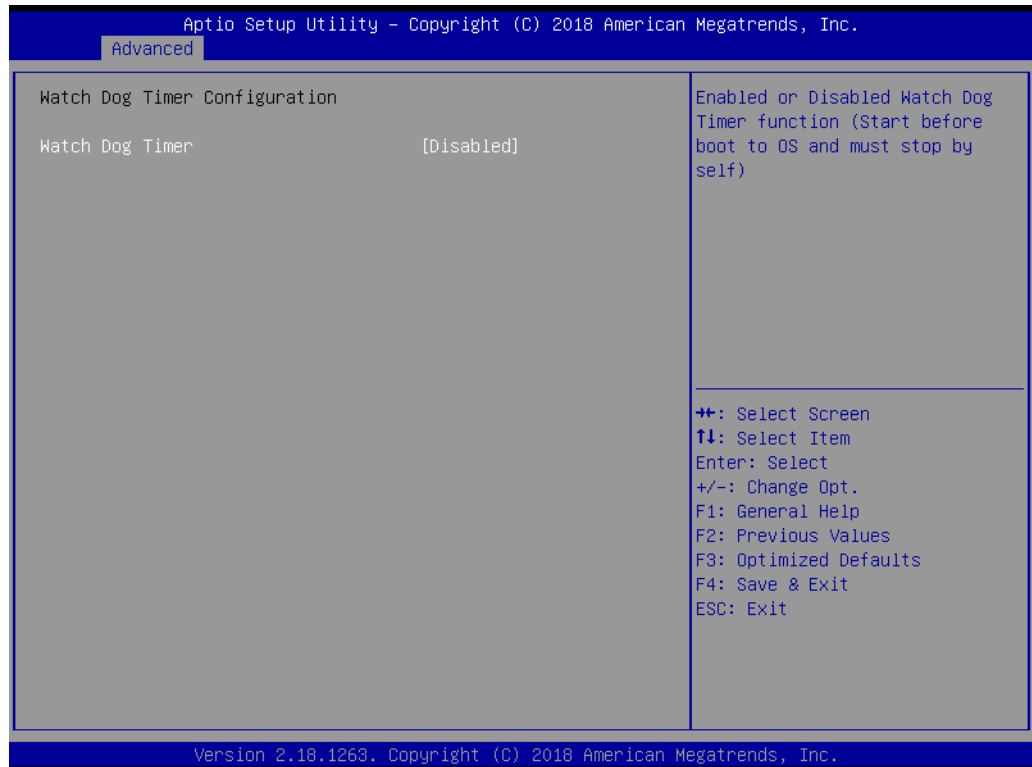 Aptio Setup Utility – Copyright (C) 2018 American Megatrends, Inc.
Advanced
Watch Dog Timer Configuration
Watch Dog Timer [Disabled]
Enabled or Disabled Watch Dog
Timer function (Start before
boot to OS and must stop by
self)
→←: Select Screen
↑↓: Select Item
Enter: Select
+/-: Change Opt.
F1: General Help
F2: Previous Values
F3: Optimized Defaults
F4: Save & Exit
ESC: Exit
Version 2.18.1263. Copyright (C) 2018 American Megatrends, Inc.